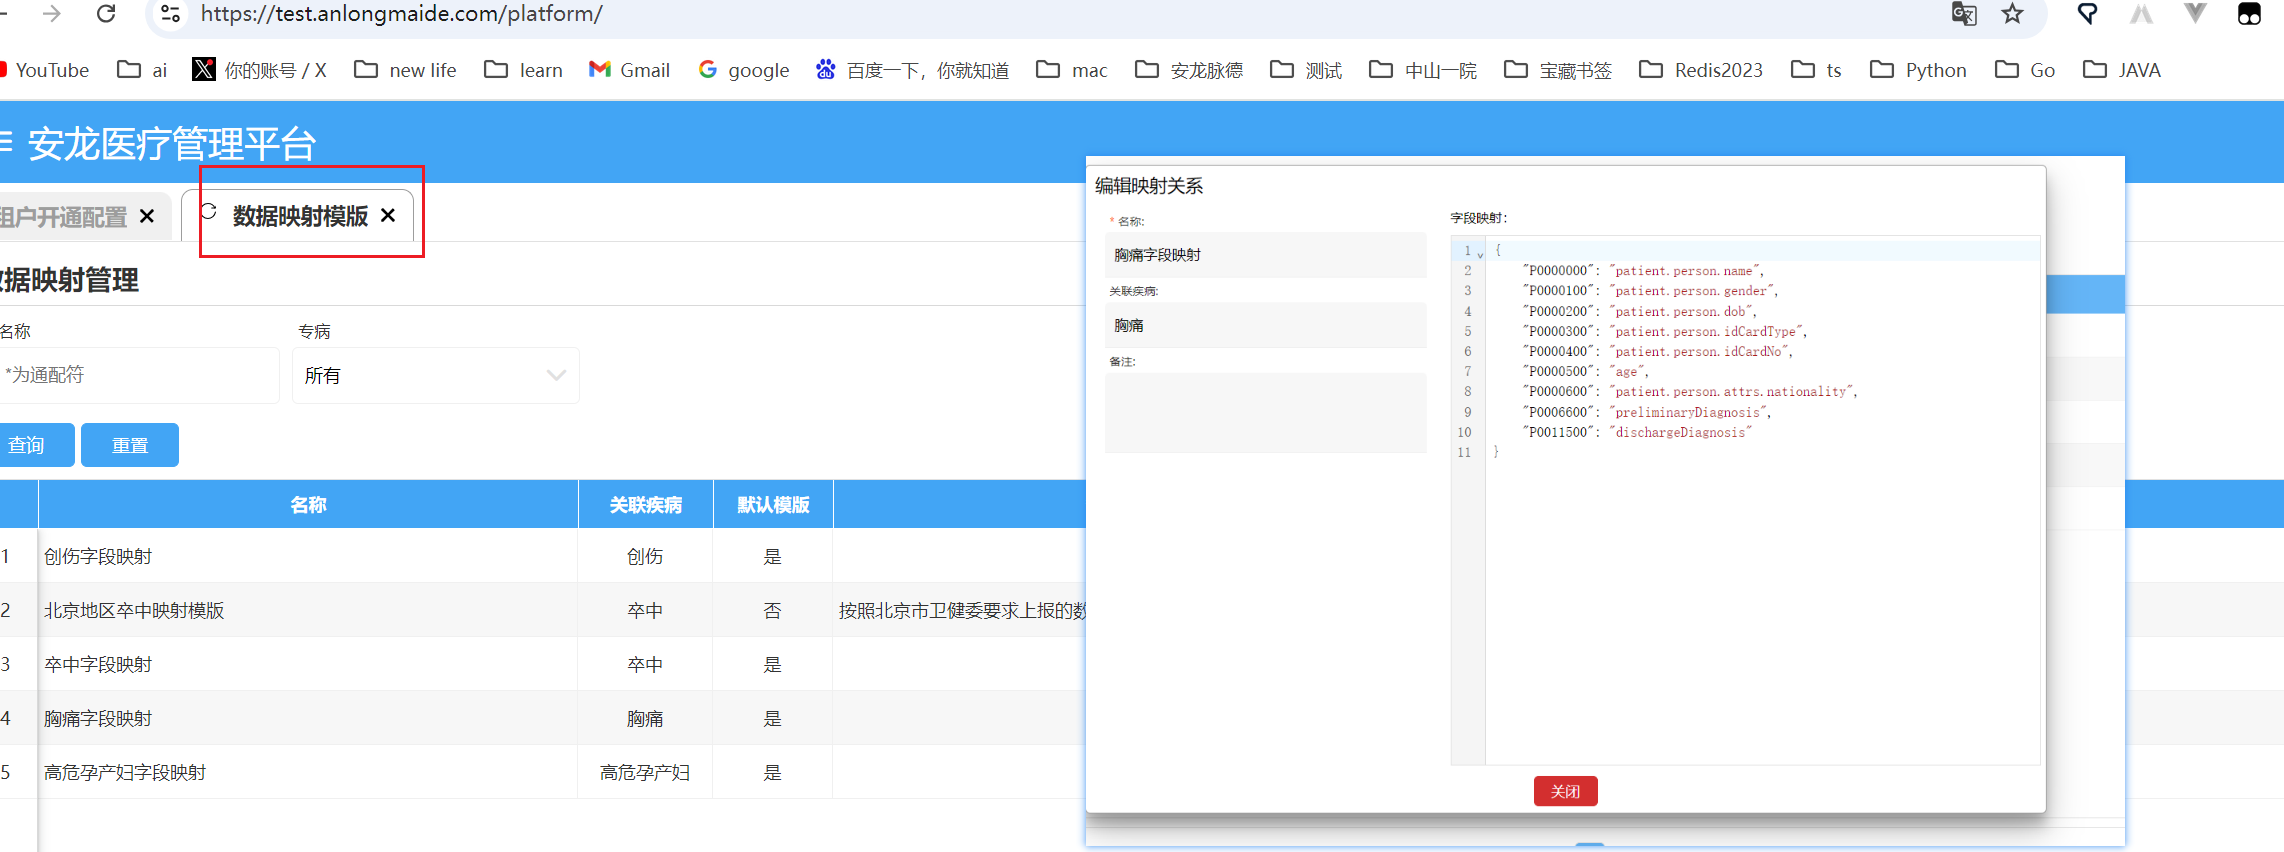 https://test.anlongmaide.com/platform/
YouTube ai 你的账号 / X new life learn Gmail google 百度一下，你就知道 mac 安龙脉德 测试 中山一院 宝藏书签 Redis2023 ts Python Go JAVA
安龙医疗管理平台
租户开通配置 数据映射模版
数据映射管理
名称 专病
*为通配符 所有
查询 重置
名称 关联疾病 默认模版
1 创伤字段映射 创伤 是
2 北京地区卒中映射模版 卒中 否 按照北京市卫健委要求上报的数
3 卒中字段映射 卒中 是
4 胸痛字段映射 胸痛 是
5 高危孕产妇字段映射 高危孕产妇 是
编辑映射关系
* 名称:
胸痛字段映射
关联疾病:
胸痛
备注:
字段映射：
1 {
2 "P0000000": "patient.person.name",
3 "P0000100": "patient.person.gender",
4 "P0000200": "patient.person.dob",
5 "P0000300": "patient.person.idCardType",
6 "P0000400": "patient.person.idCardNo",
7 "P0000500": "age",
8 "P0000600": "patient.person.attrs.nationality",
9 "P0006600": "preliminaryDiagnosis",
10 "P0011500": "dischargeDiagnosis"
11 }
关闭